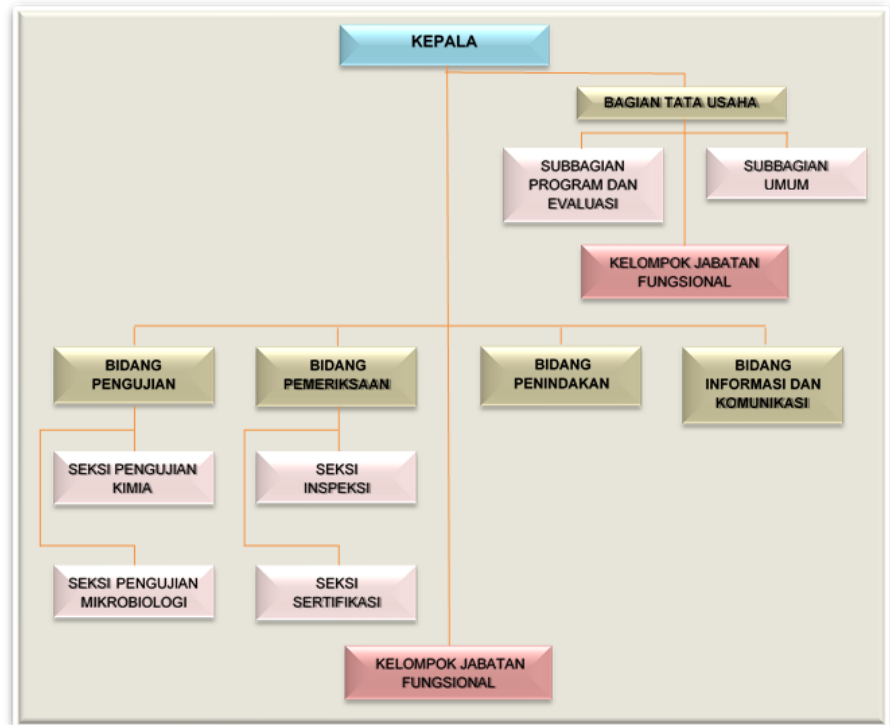 KEPALA
BAGIAN TATA USAHA
SUBBAGIAN
PROGRAM DAN
EVALUASI
SUBBAGIAN
UMUM
KELOMPOK JABATAN
FUNGSIONAL
BIDANG
PENGUJIAN
BIDANG
PEMERIKSAAN
BIDANG
PENINDAKAN
BIDANG
INFORMASI DAN
KOMUNIKASI
SEKSI PENGUJIAN
KIMIA
SEKSI
INSPEKSI
SEKSI PENGUJIAN
MIKROBIOLOGI
SEKSI
SERTIFIKASI
KELOMPOK JABATAN
FUNGSIONAL